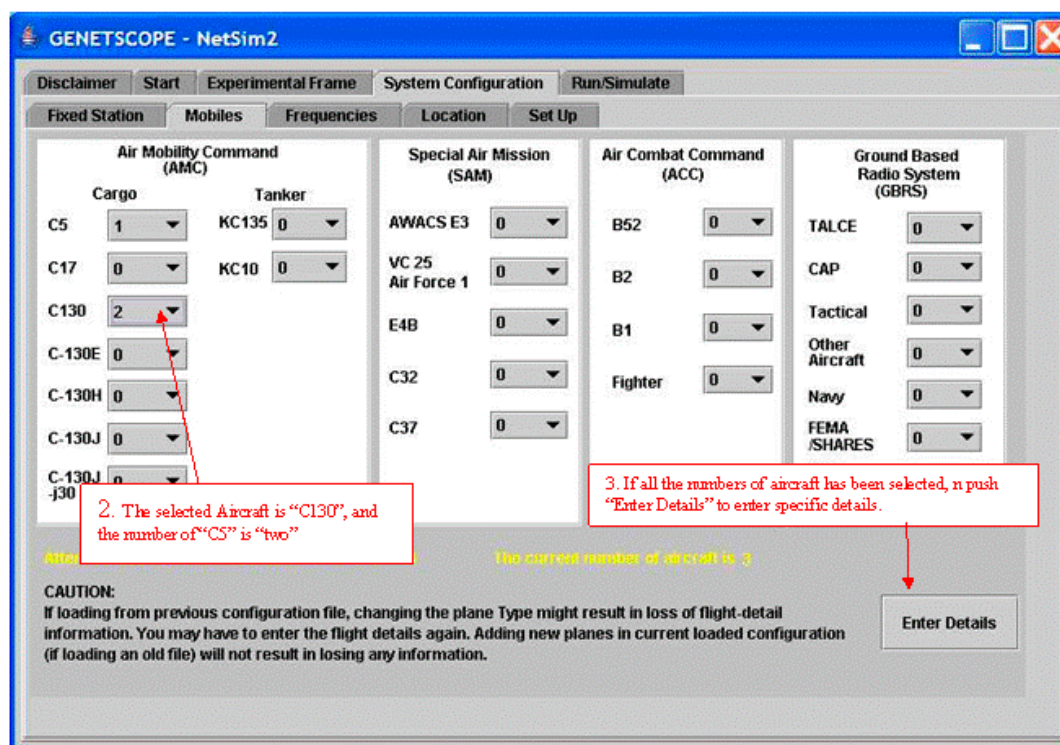 GENETSCOPE - NetSim2
Disclaimer Start Experimental Frame System Configuration Run/Simulate
Fixed Station Mobiles Frequencies Location Set Up
Air Mobility Command
(AMC)
Cargo Tanker
C5 1 KC135 0
C17 0 KC10 0
C130 2
C-130E 0
C-130H 0
C-130J 0
C-130J
-j30
Special Air Mission
(SAM)
AWACS E3 0
VC 25
Air Force 1 0
E4B 0
C32 0
C37 0
Air Combat Command
(ACC)
B52 0
B2 0
B1 0
Fighter 0
Ground Based
Radio System
(GBRS)
TALCE 0
CAP 0
Tactical 0
Other
Aircraft 0
Navy 0
FEMA
/SHARES 0
2. The selected Aircraft is “C130”, and
the number of “C5” is “two”
3. If all the numbers of aircraft has been selected, n push
“Enter Details” to enter specific details.
The current number of aircraft is 3
CAUTION:
If loading from previous configuration file, changing the plane Type might result in loss of flight-detail
information. You may have to enter the flight details again. Adding new planes in current loaded configuration
(if loading an old file) will not result in losing any information.
Enter Details